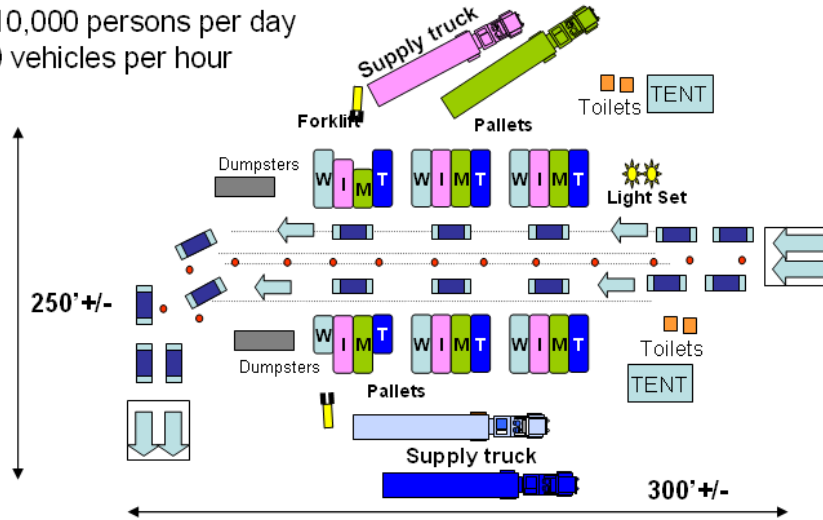 10,000 persons per day
vehicles per hour
Supply truck
Toilets
TENT
Forklift
Pallets
Dumpsters
W I M T W I M T W I M T
Light Set
250'+/-
W I M T W I M T W I M T
Dumpsters
Toilets
TENT
Pallets
Supply truck
300'+/-